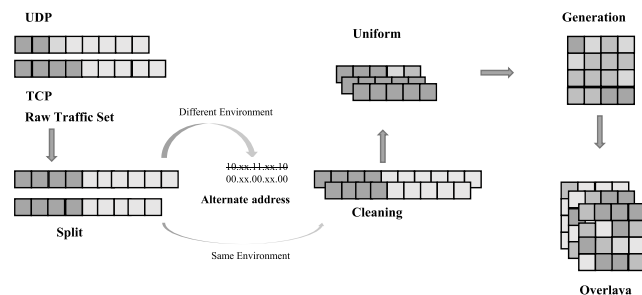 UDP
TCP
Raw Traffic Set
Split
Different Environment
10.xx.11.xx.10
00.xx.00.xx.00
Alternate address
Same Environment
Uniform
Cleaning
Generation
Overlava